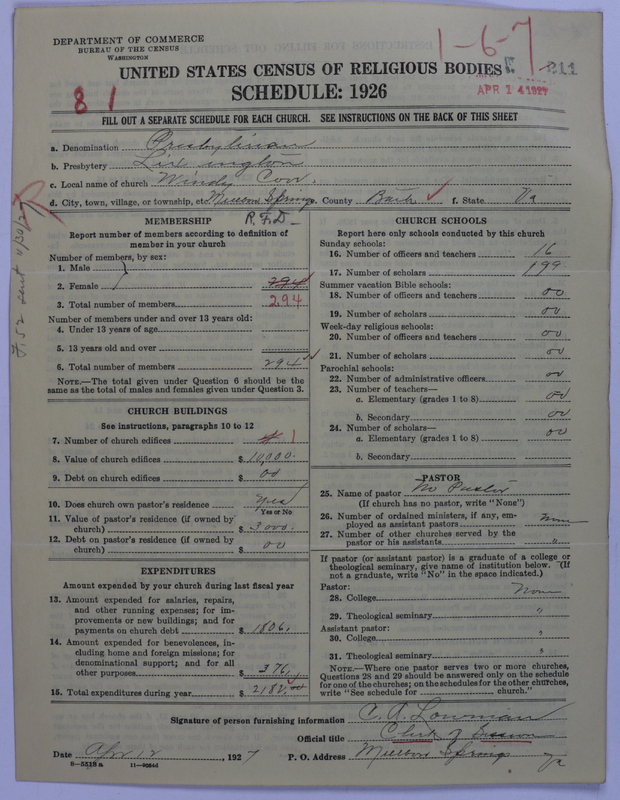 DEPARTMENT OF COMMERCE
BUREAU OF THE CENSUS
WASHINGTON
1-6-7
UNITED STATES CENSUS OF RELIGIOUS BODIES
211
APR 14 1927
81
SCHEDULE: 1926
FILL OUT A SEPARATE SCHEDULE FOR EACH CHURCH. SEE INSTRUCTIONS ON THE BACK OF THIS SHEET
a. Denomination Presbyterian
b. Presbytery Lexington
c. Local name of church Windy Cov.
d. City, town, village, or township, or Millboro Springs e. County Bath f. State Va
R.F.D.
MEMBERSHIP
Report number of members according to definition of member in your church
Number of members, by sex:
1. Male
2. Female 294
3. Total number of members 294
Number of members under and over 13 years old:
4. Under 13 years of age
5. 13 years old and over
6. Total number of members 294
NOTE.—The total given under Question 6 should be the same as the total of males and females given under Question 3.
CHURCH BUILDINGS
See instructions, paragraphs 10 to 12
7. Number of church edifices 1
8. Value of church edifices $ 10,000.
9. Debt on church edifices $ 00
10. Does church own pastor's residence Yes
Yes or No
11. Value of pastor's residence (if owned by church) $ 3000.
12. Debt on pastor's residence (if owned by church) $ 00
EXPENDITURES
Amount expended by your church during last fiscal year
13. Amount expended for salaries, repairs, and other running expenses; for improvements or new buildings; and for payments on church debt $ 1806.
14. Amount expended for benevolences, including home and foreign missions; for denominational support; and for all other purposes $ 376.
15. Total expenditures during year $ 2182.00
CHURCH SCHOOLS
Report here only schools conducted by this church
Sunday schools:
16. Number of officers and teachers 16
17. Number of scholars 199
Summer vacation Bible schools:
18. Number of officers and teachers 00
19. Number of scholars 00
Week-day religious schools:
20. Number of officers and teachers 00
21. Number of scholars 00
Parochial schools:
22. Number of administrative officers 00
23. Number of teachers—
a. Elementary (grades 1 to 8) 00
b. Secondary 00
24. Number of scholars—
a. Elementary (grades 1 to 8) 00
b. Secondary
PASTOR
25. Name of pastor No Pastor
(If church has no pastor, write "None")
26. Number of ordained ministers, if any, employed as assistant pastors None
27. Number of other churches served by the pastor or his assistants "
If pastor (or assistant pastor) is a graduate of a college or theological seminary, give name of institution below. (If not a graduate, write "No" in the space indicated.)
Pastor:
28. College None
29. Theological seminary "
Assistant pastor:
30. College "
31. Theological seminary "
NOTE.—Where one pastor serves two or more churches, Questions 28 and 29 should be answered only on the schedule for one of the churches; on the schedules for the other churches, write "See schedule for church."
Signature of person furnishing information C. A. Lowman
Official title Clerk of Session
Date Apr 12, 1927 P. O. Address Millboro Springs Va
8—5518a 11—9584d